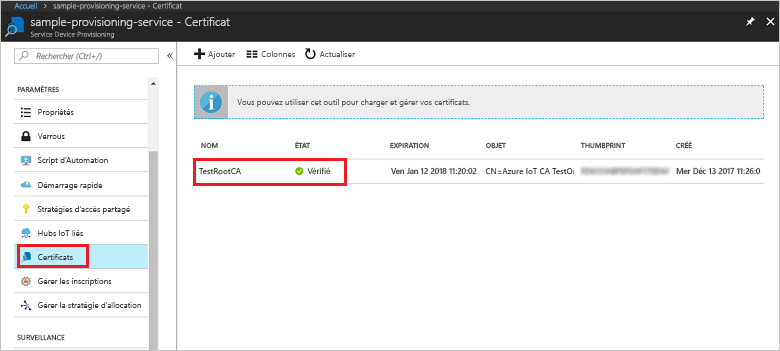 Accueil > sample-provisioning-service - Certificat
sample-provisioning-service - Certificat
Service Device Provisioning
Rechercher (Ctrl+/)
PARAMÈTRES
Propriétés
Verrous
Script d'Automation
Démarrage rapide
Stratégies d'accès partagé
Hubs IoT liés
Certificats
Gérer les inscriptions
Gérer la stratégie d'allocation
SURVEILLANCE
Ajouter Colonnes Actualiser
Vous pouvez utiliser cet outil pour charger et gérer vos certificats.
NOM ÉTAT EXPIRATION OBJET THUMBPRINT CRÉÉ
TestRootCA Vérifié Ven Jan 12 2018 11:20:02 CN=Azure IoT CA TestOr Mer Déc 13 2017 11:26:0